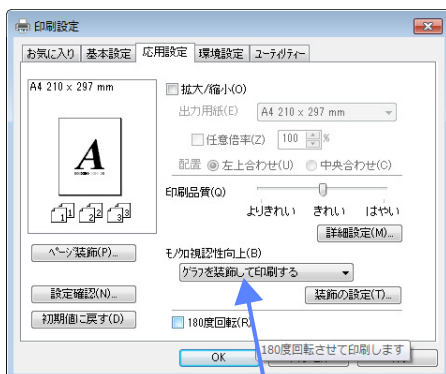 印刷設定
お気に入り 基本設定 応用設定 環境設定 ユーティリティー
A4 210 x 297 mm
A
1 1 2 2 3 3
ページ装飾(P)...
設定確認(N)...
初期値に戻す(D)
拡大/縮小(O)
出力用紙(E) A4 210 x 297 mm
任意倍率(Z) 100 %
配置 左上合わせ(U) 中央合わせ(C)
印刷品質(Q)
よりきれい きれい はやい
詳細設定(M)...
モノクロ視認性向上(B)
グラフを装飾して印刷する
装飾の設定(T)...
180度回転(R)
180度回転させて印刷します
OK